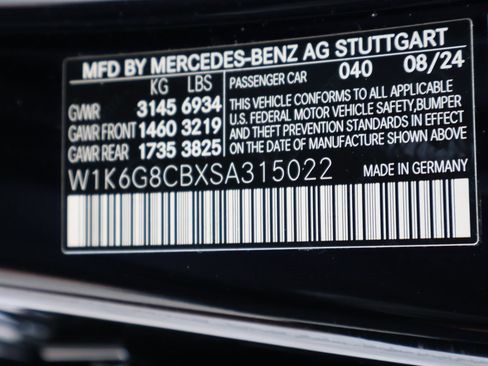 MFD BY MERCEDES-BENZ AG STUTTGART
KG LBS
GVWR 3145 6934
GAWR FRONT 1460 3219
GAWR REAR 1735 3825
PASSENGER CAR 040 08/24
THIS VEHICLE CONFORMS TO ALL APPLICABLE
U.S. FEDERAL MOTOR VEHICLE SAFETY, BUMPER
AND THEFT PREVENTION STANDARDS IN EFFECT
ON THE DATE OF MANUFACTURE SHOWN ABOVE
W1K6G8CBXSA315022 MADE IN GERMANY